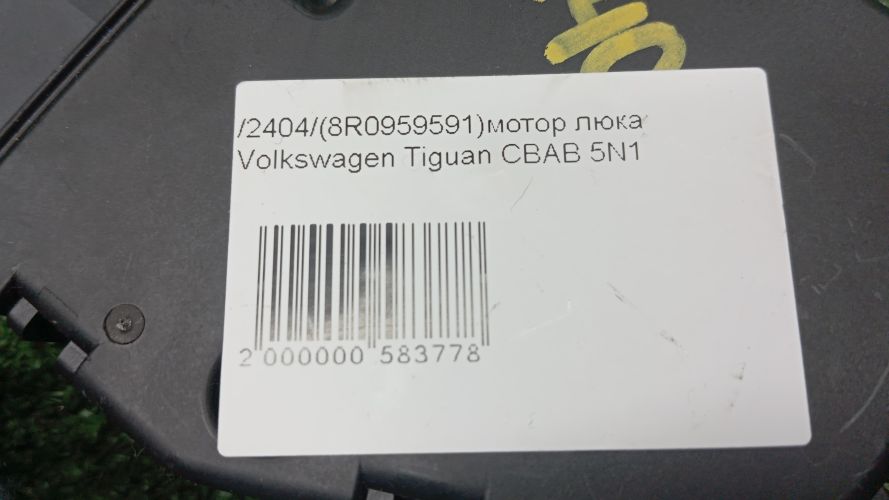 /2404/(8R0959591)мотор люка
Volkswagen Tiguan CBAB 5N1
2 000000 583778